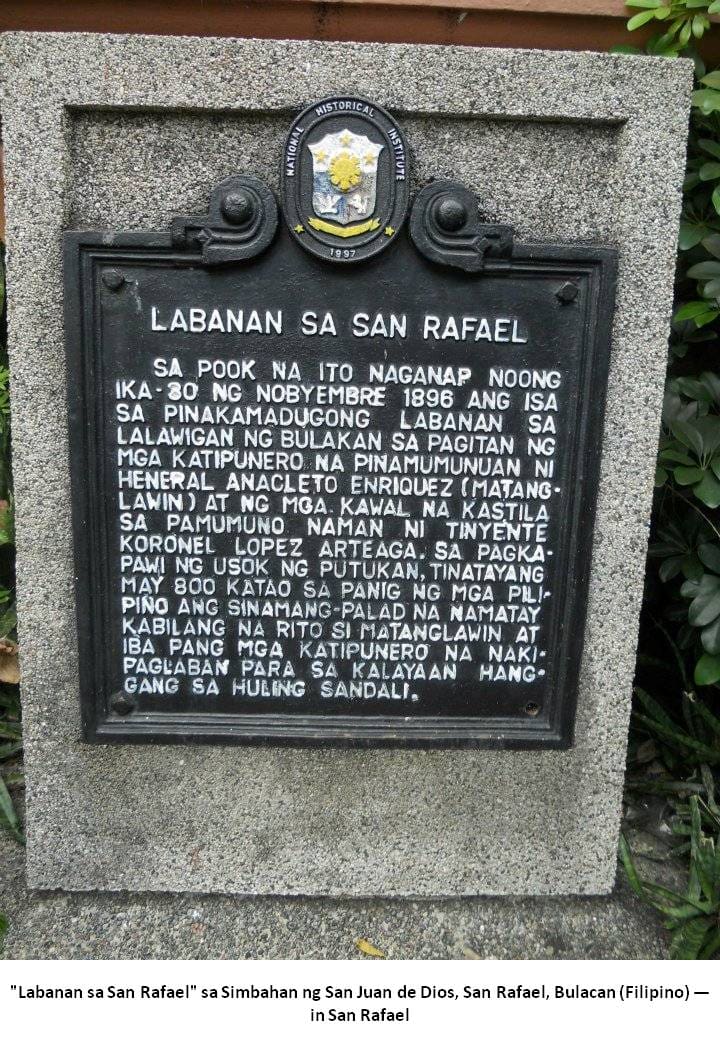 NATIONAL HISTORICAL INSTITUTE
1997
LABANAN SA SAN RAFAEL
SA POOK NA ITO NAGANAP NOONG
IKA-30 NG NOBYEMBRE 1896 ANG ISA
SA PINAKAMADUGONG LABANAN SA
LALAWIGAN NG BULAKAN SA PAGITAN NG
MGA KATIPUNERO NA PINAMUMUNUAN NI
HENERAL ANACLETO ENRIQUEZ (MATANG-
LAWIN) AT NG MGA KAWAL NA KASTILA
SA PAMUMUNO NAMAN NI TINYENTE
KORONEL LOPEZ ARTEAGA. SA PAGKA-
PAWI NG USOK NG PUTUKAN, TINATAYANG
MAY 800 KATAO SA PANIG NG MGA PILI-
PINO ANG SINAMANG-PALAD NA NAMATAY
KABILANG NA RITO SI MATANGLAWIN AT
IBA PANG MGA KATIPUNERO NA NAKI-
PAGLABAN PARA SA KALAYAAN HANG-
GANG SA HULING SANDALI.
"Labanan sa San Rafael" sa Simbahan ng San Juan de Dios, San Rafael, Bulacan (Filipino) —
in San Rafael